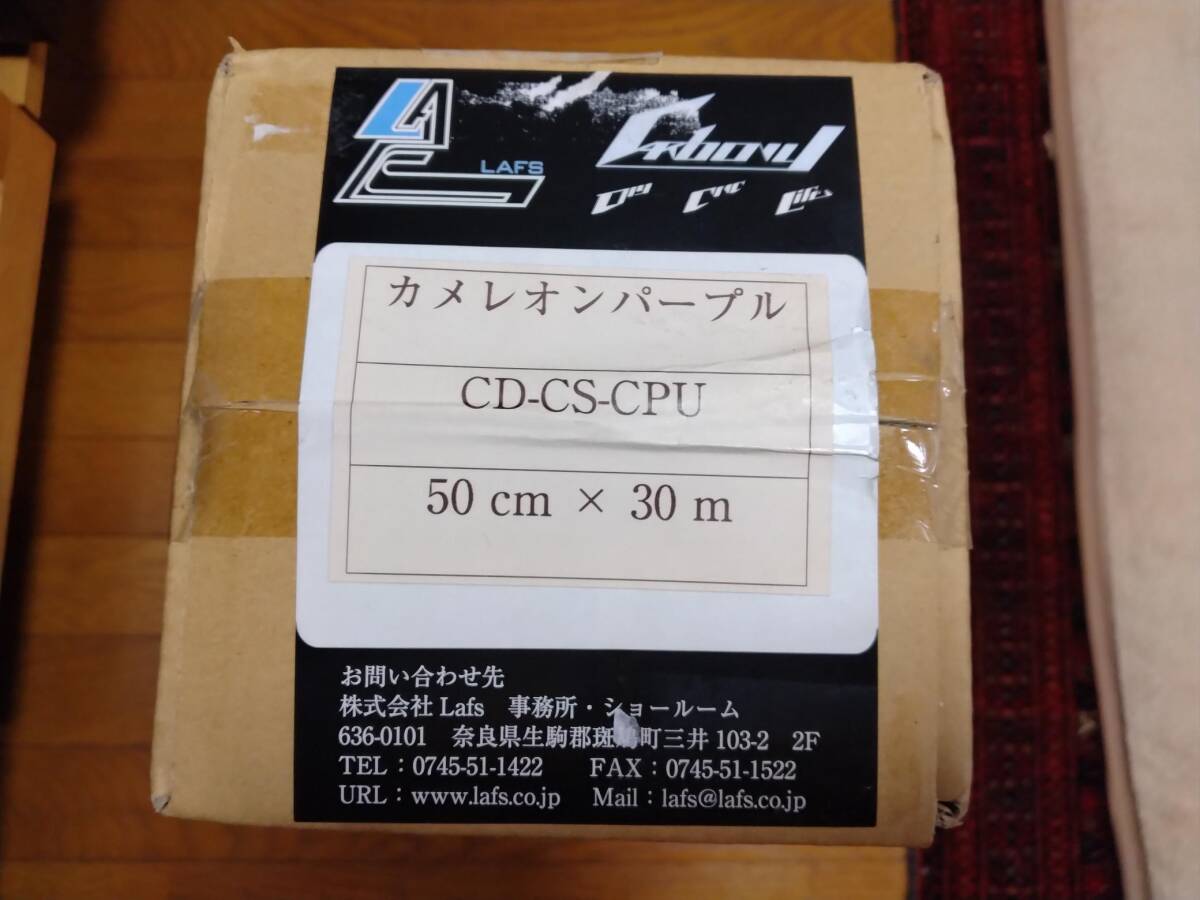 LAFS
カメレオンパープル
CD-CS-CPU
50 cm × 30 m
お問い合わせ先
株式会社 Lafs 事務所・ショールーム
636-0101 奈良県生駒郡斑鳩町三井 103-2 2F
TEL：0745-51-1422 FAX：0745-51-1522
URL：www.lafs.co.jp Mail：lafs@lafs.co.jp